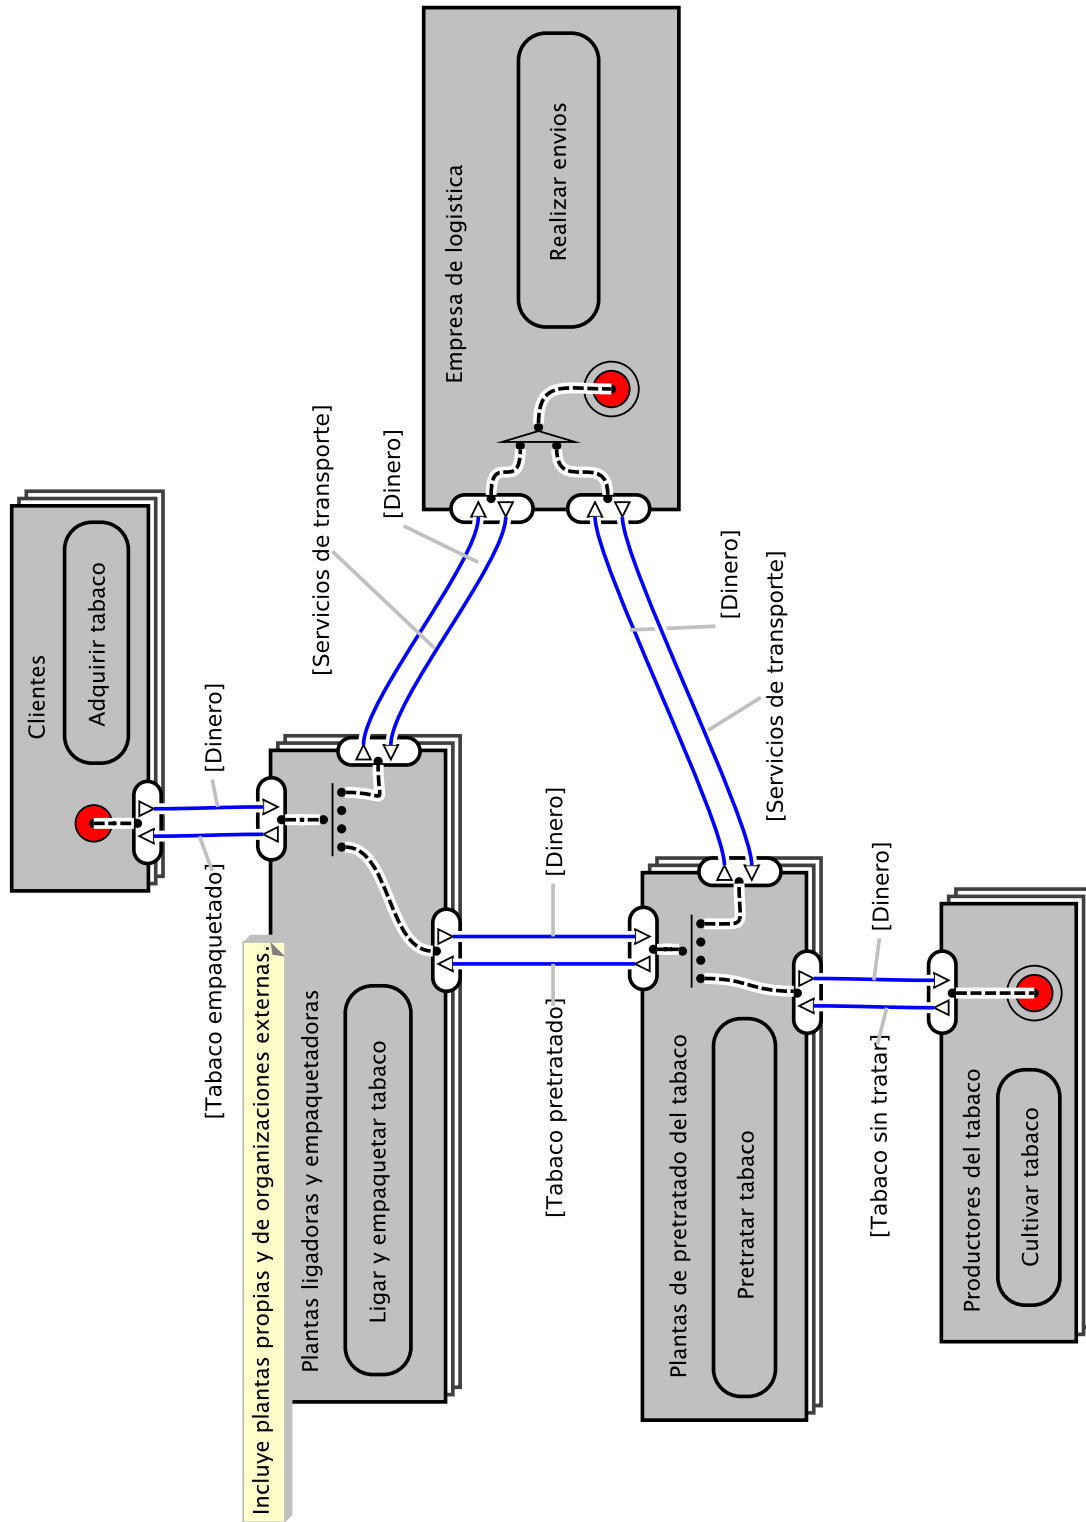 Clientes
Adquirir tabaco
[Dinero]
[Tabaco empaquetado]
Incluye plantas propias y de organizaciones externas.
Plantas ligadoras y empaquetadoras
Ligar y empaquetar tabaco
[Servicios de transporte]
[Dinero]
Empresa de logistica
Realizar envios
[Dinero]
[Tabaco pretratado]
Plantas de pretratado del tabaco
Pretratar tabaco
[Dinero]
[Servicios de transporte]
[Dinero]
[Tabaco sin tratar]
Productores del tabaco
Cultivar tabaco